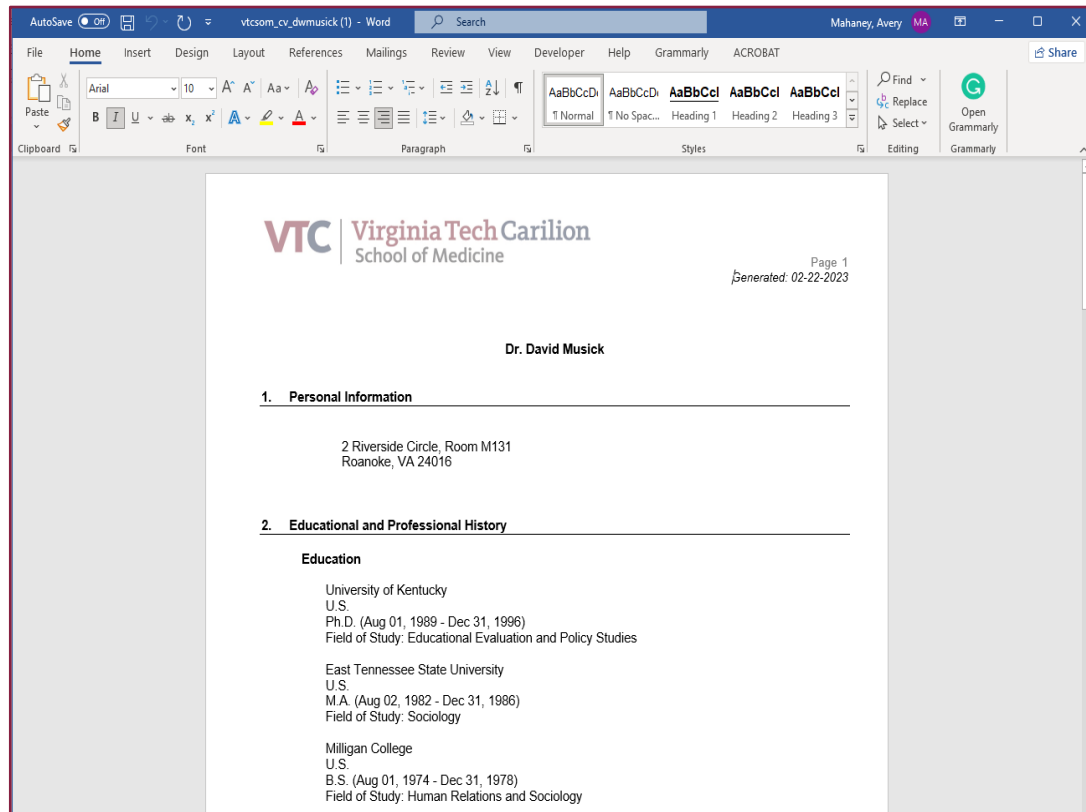 AutoSave Off vtcsom_cv_dwmusick (1) - Word Search Mahaney, Avery MA
File Home Insert Design Layout References Mailings Review View Developer Help Grammarly ACROBAT Share
Paste Arial 10 Aa AaBbCcDc AaBbCcDc AaBbCcl AaBbCcl AaBbCcl Find
Replace
B I U ab x₂ x² A A ¶ Normal ¶ No Spac... Heading 1 Heading 2 Heading 3 Select Open Grammarly
Clipboard Font Paragraph Styles Editing Grammarly
VTC Virginia Tech Carilion
School of Medicine
Page 1
Generated: 02-22-2023
Dr. David Musick
1. Personal Information
2 Riverside Circle, Room M131
Roanoke, VA 24016
2. Educational and Professional History
Education
University of Kentucky
U.S.
Ph.D. (Aug 01, 1989 - Dec 31, 1996)
Field of Study: Educational Evaluation and Policy Studies
East Tennessee State University
U.S.
M.A. (Aug 02, 1982 - Dec 31, 1986)
Field of Study: Sociology
Milligan College
U.S.
B.S. (Aug 01, 1974 - Dec 31, 1978)
Field of Study: Human Relations and Sociology